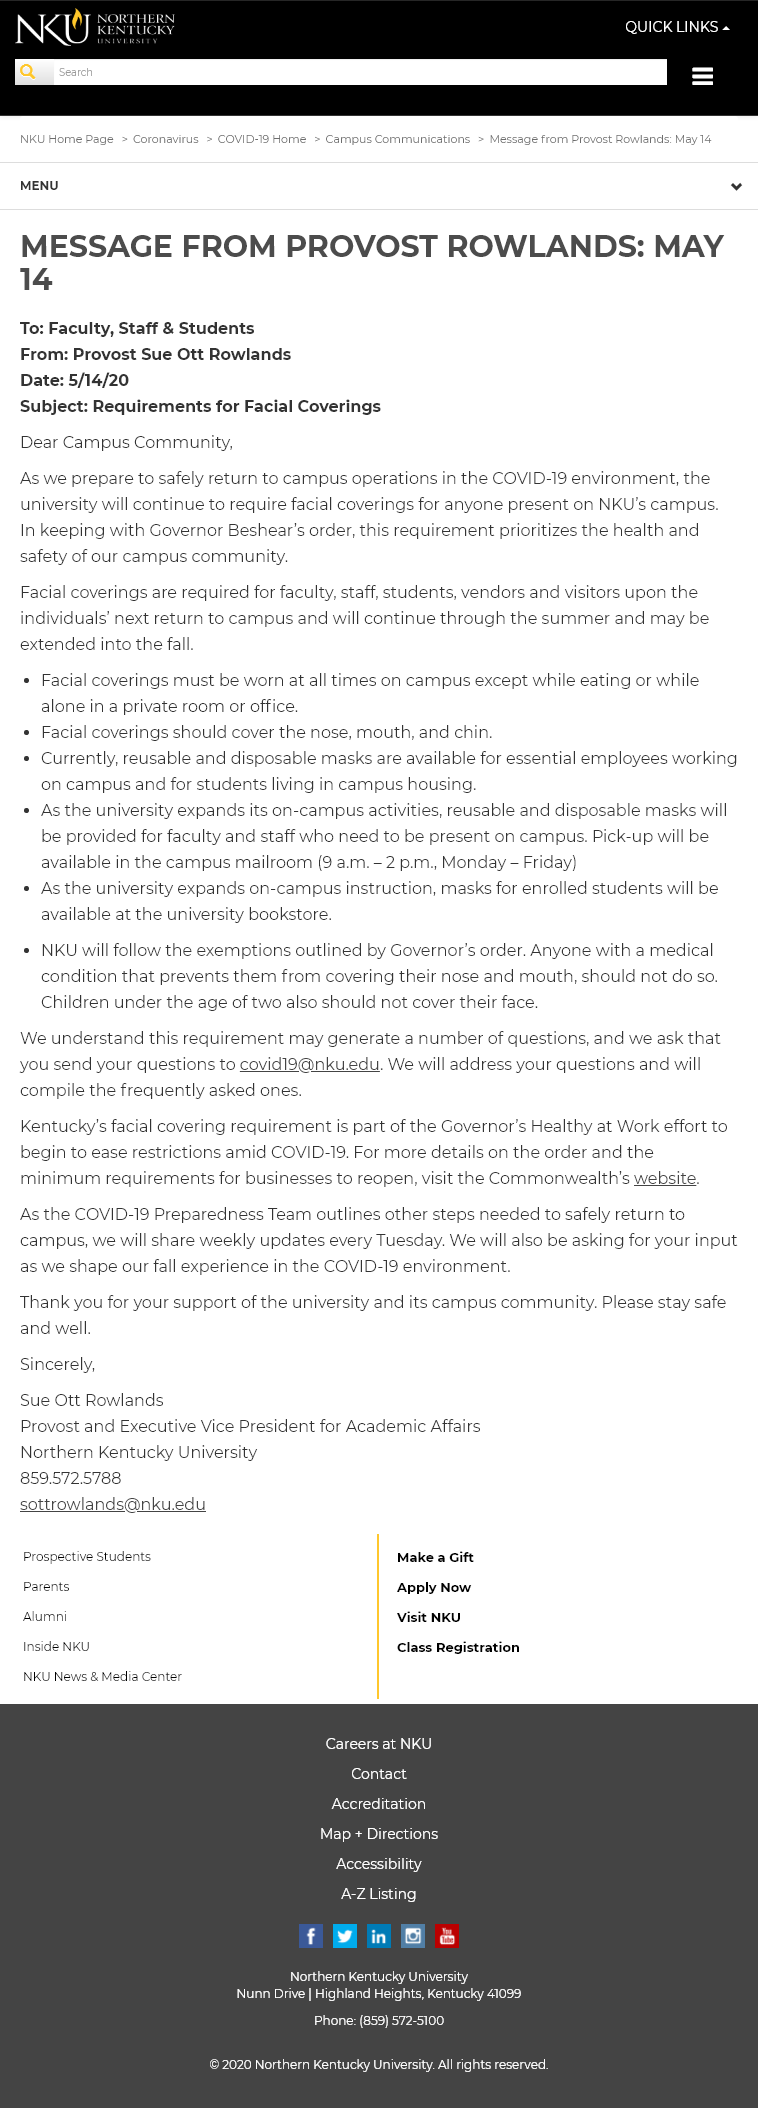 NKU NORTHERN
KENTUCKY
UNIVERSITY
QUICK LINKS
Search
NKU Home Page > Coronavirus > COVID-19 Home > Campus Communications > Message from Provost Rowlands: May 14
MENU
MESSAGE FROM PROVOST ROWLANDS: MAY
14
To: Faculty, Staff & Students
From: Provost Sue Ott Rowlands
Date: 5/14/20
Subject: Requirements for Facial Coverings
Dear Campus Community,
As we prepare to safely return to campus operations in the COVID-19 environment, the
university will continue to require facial coverings for anyone present on NKU’s campus.
In keeping with Governor Beshear’s order, this requirement prioritizes the health and
safety of our campus community.
Facial coverings are required for faculty, staff, students, vendors and visitors upon the
individuals’ next return to campus and will continue through the summer and may be
extended into the fall.
• Facial coverings must be worn at all times on campus except while eating or while
alone in a private room or office.
• Facial coverings should cover the nose, mouth, and chin.
• Currently, reusable and disposable masks are available for essential employees working
on campus and for students living in campus housing.
• As the university expands its on-campus activities, reusable and disposable masks will
be provided for faculty and staff who need to be present on campus. Pick-up will be
available in the campus mailroom (9 a.m. – 2 p.m., Monday – Friday)
• As the university expands on-campus instruction, masks for enrolled students will be
available at the university bookstore.
• NKU will follow the exemptions outlined by Governor’s order. Anyone with a medical
condition that prevents them from covering their nose and mouth, should not do so.
Children under the age of two also should not cover their face.
We understand this requirement may generate a number of questions, and we ask that
you send your questions to covid19@nku.edu. We will address your questions and will
compile the frequently asked ones.
Kentucky’s facial covering requirement is part of the Governor’s Healthy at Work effort to
begin to ease restrictions amid COVID-19. For more details on the order and the
minimum requirements for businesses to reopen, visit the Commonwealth’s website.
As the COVID-19 Preparedness Team outlines other steps needed to safely return to
campus, we will share weekly updates every Tuesday. We will also be asking for your input
as we shape our fall experience in the COVID-19 environment.
Thank you for your support of the university and its campus community. Please stay safe
and well.
Sincerely,
Sue Ott Rowlands
Provost and Executive Vice President for Academic Affairs
Northern Kentucky University
859.572.5788
sottrowlands@nku.edu
Prospective Students
Parents
Alumni
Inside NKU
NKU News & Media Center
Make a Gift
Apply Now
Visit NKU
Class Registration
Careers at NKU
Contact
Accreditation
Map + Directions
Accessibility
A-Z Listing
f in You Tube
Northern Kentucky University
Nunn Drive | Highland Heights, Kentucky 41099
Phone: (859) 572-5100
© 2020 Northern Kentucky University. All rights reserved.